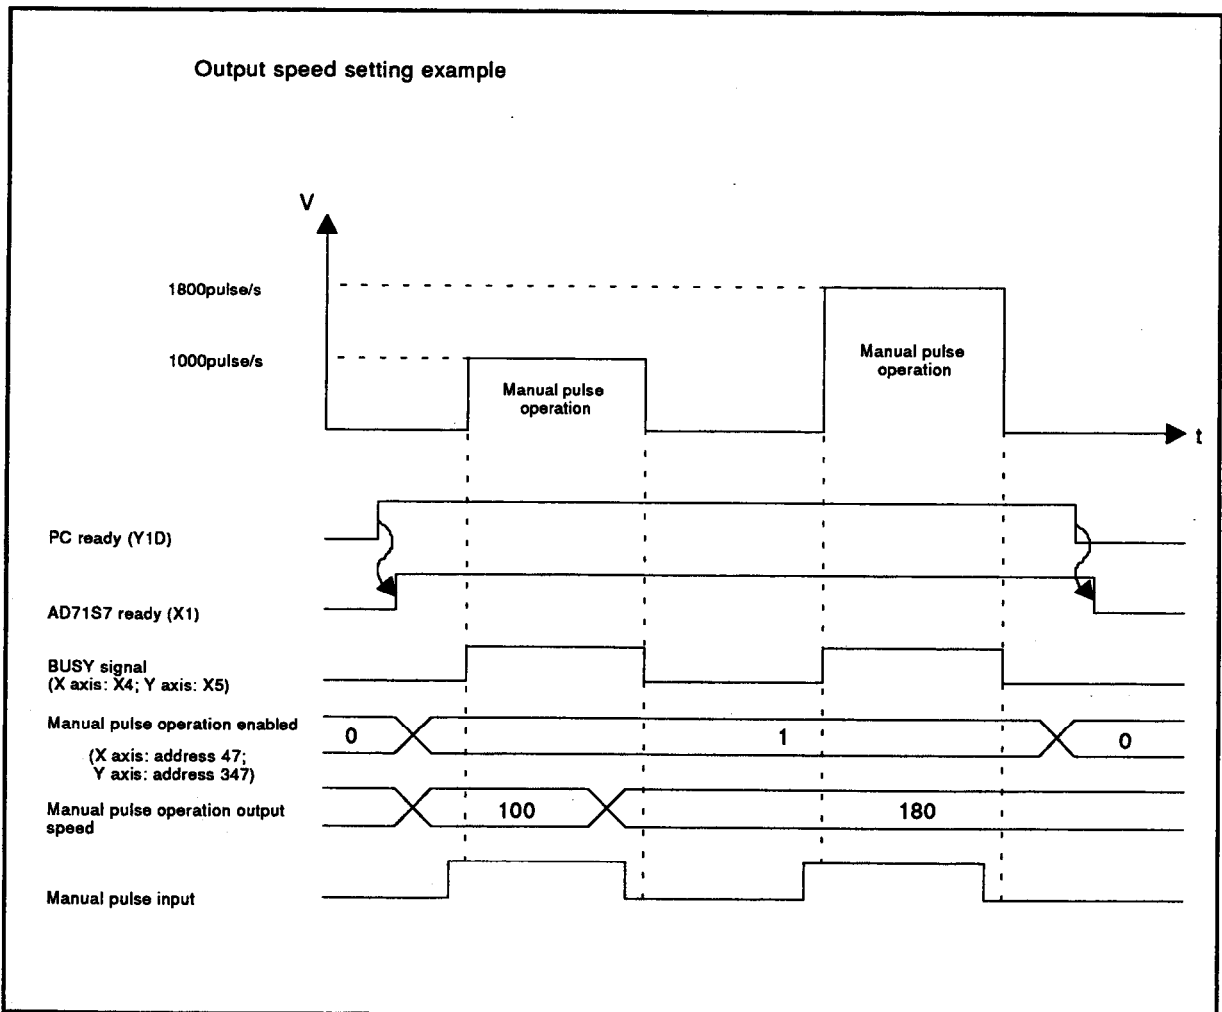 Output speed setting example
V
1800pulse/s
1000pulse/s
Manual pulse
operation
Manual pulse
operation
t
PC ready (Y1D)
AD71S7 ready (X1)
BUSY signal
(X axis: X4; Y axis: X5)
Manual pulse operation enabled
0
1
0
(X axis: address 47;
Y axis: address 347)
Manual pulse operation output
speed
100
180
Manual pulse input